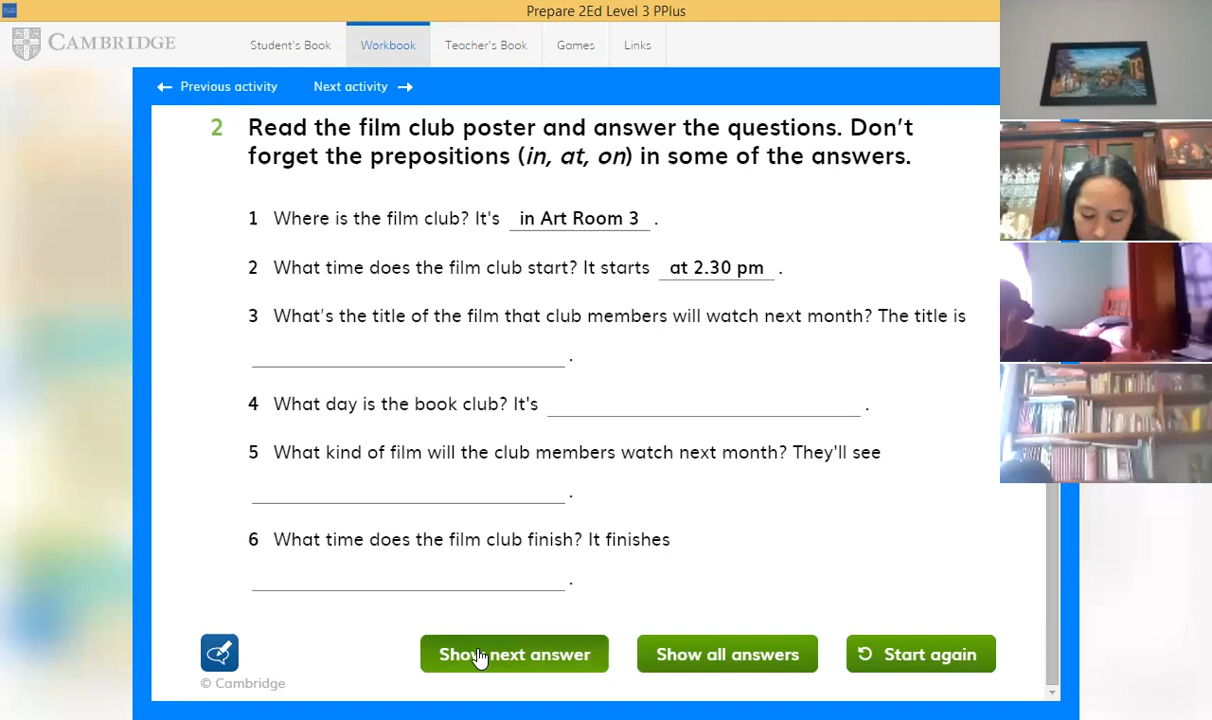 Prepare 2Ed Level 3 PPlus
CAMBRIDGE
Student's Book
Workbook
Teacher's Book
Games
Links
← Previous activity
Next activity →
2 Read the film club poster and answer the questions. Don’t
forget the prepositions (in, at, on) in some of the answers.
1 Where is the film club? It's in Art Room 3 .
2 What time does the film club start? It starts at 2.30 pm .
3 What's the title of the film that club members will watch next month? The title is
.
4 What day is the book club? It's .
5 What kind of film will the club members watch next month? They'll see
.
6 What time does the film club finish? It finishes
.
Show next answer
Show all answers
Start again
© Cambridge